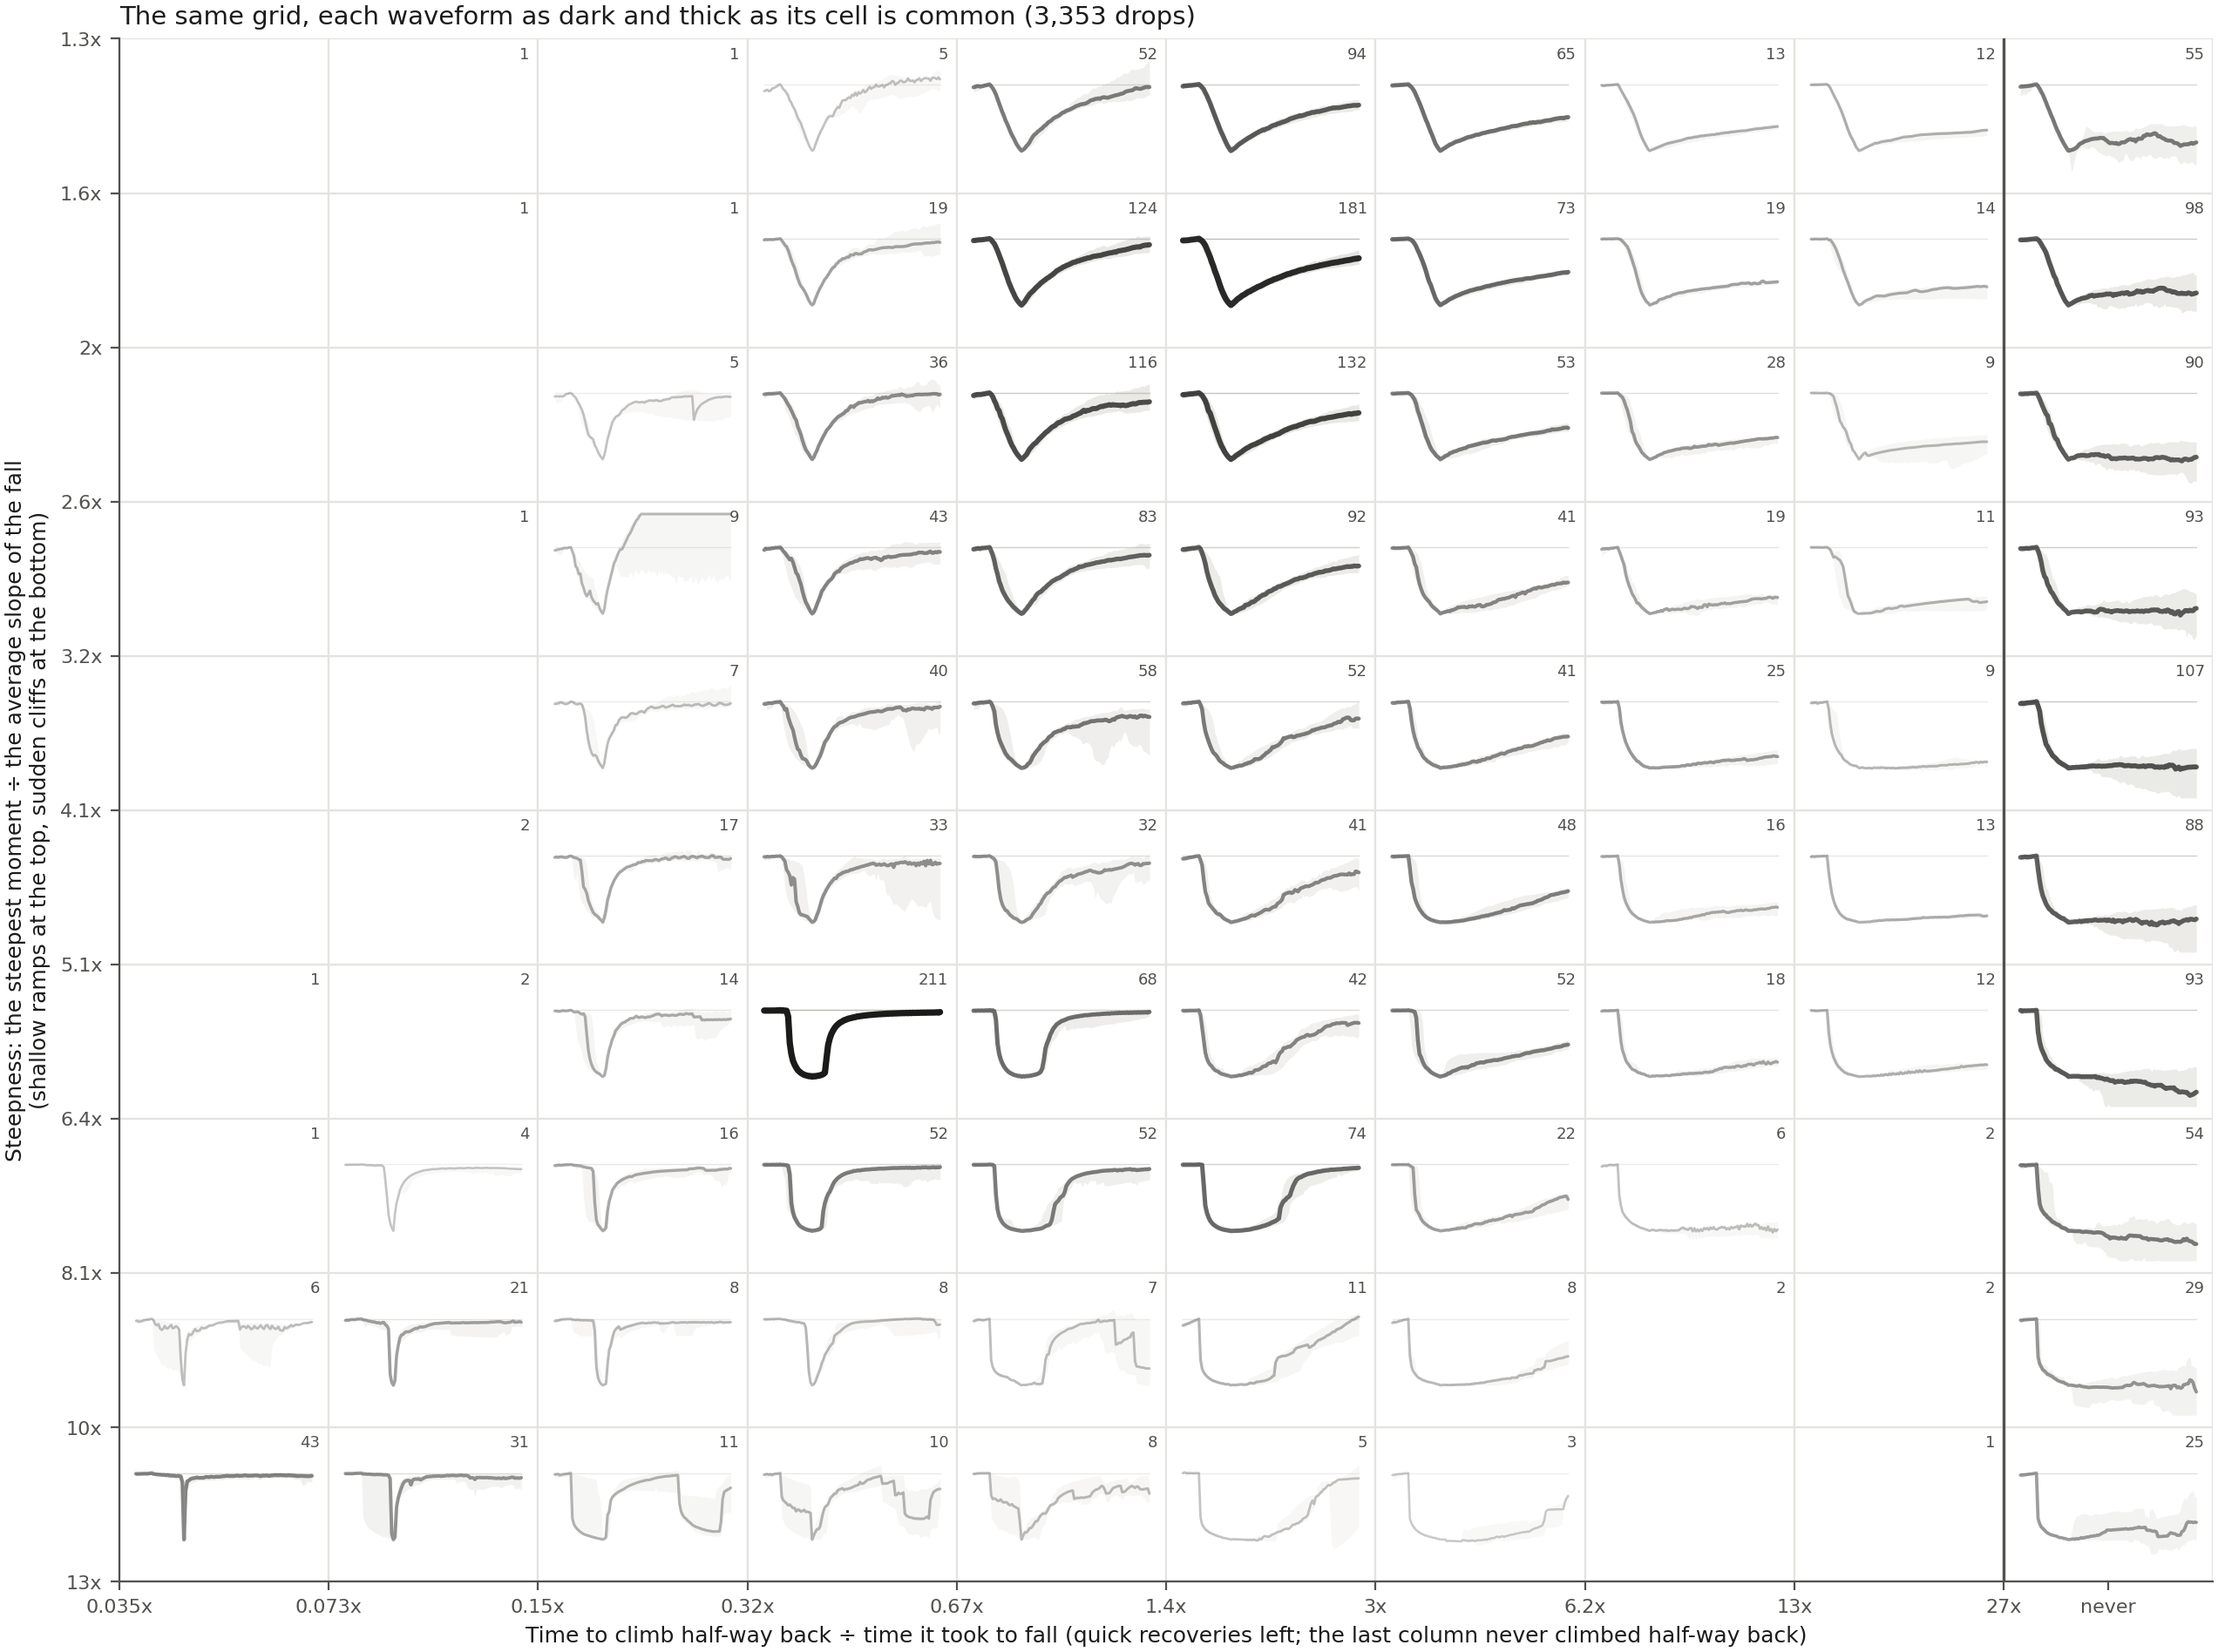 The same grid, each waveform as dark and thick as its cell is common (3,353 drops)
1.3x
1 1 5 52 94 65 13 12 55
1.6x
1 1 19 124 181 73 19 14 98
2x
5 36 116 132 53 28 9 90
2.6x
1 9 43 83 92 41 19 11 93
3.2x
7 40 58 52 41 25 9 107
4.1x
2 17 33 32 41 48 16 13 88
5.1x
1 2 14 211 68 42 52 18 12 93
6.4x
1 4 16 52 52 74 22 6 2 54
8.1x
6 21 8 8 7 11 8 2 2 29
10x
43 31 11 10 8 5 3 1 25
13x
0.035x 0.073x 0.15x 0.32x 0.67x 1.4x 3x 6.2x 13x 27x never
Time to climb half-way back ÷ time it took to fall (quick recoveries left; the last column never climbed half-way back)
Steepness: the steepest moment ÷ the average slope of the fall
(shallow ramps at the top, sudden cliffs at the bottom)